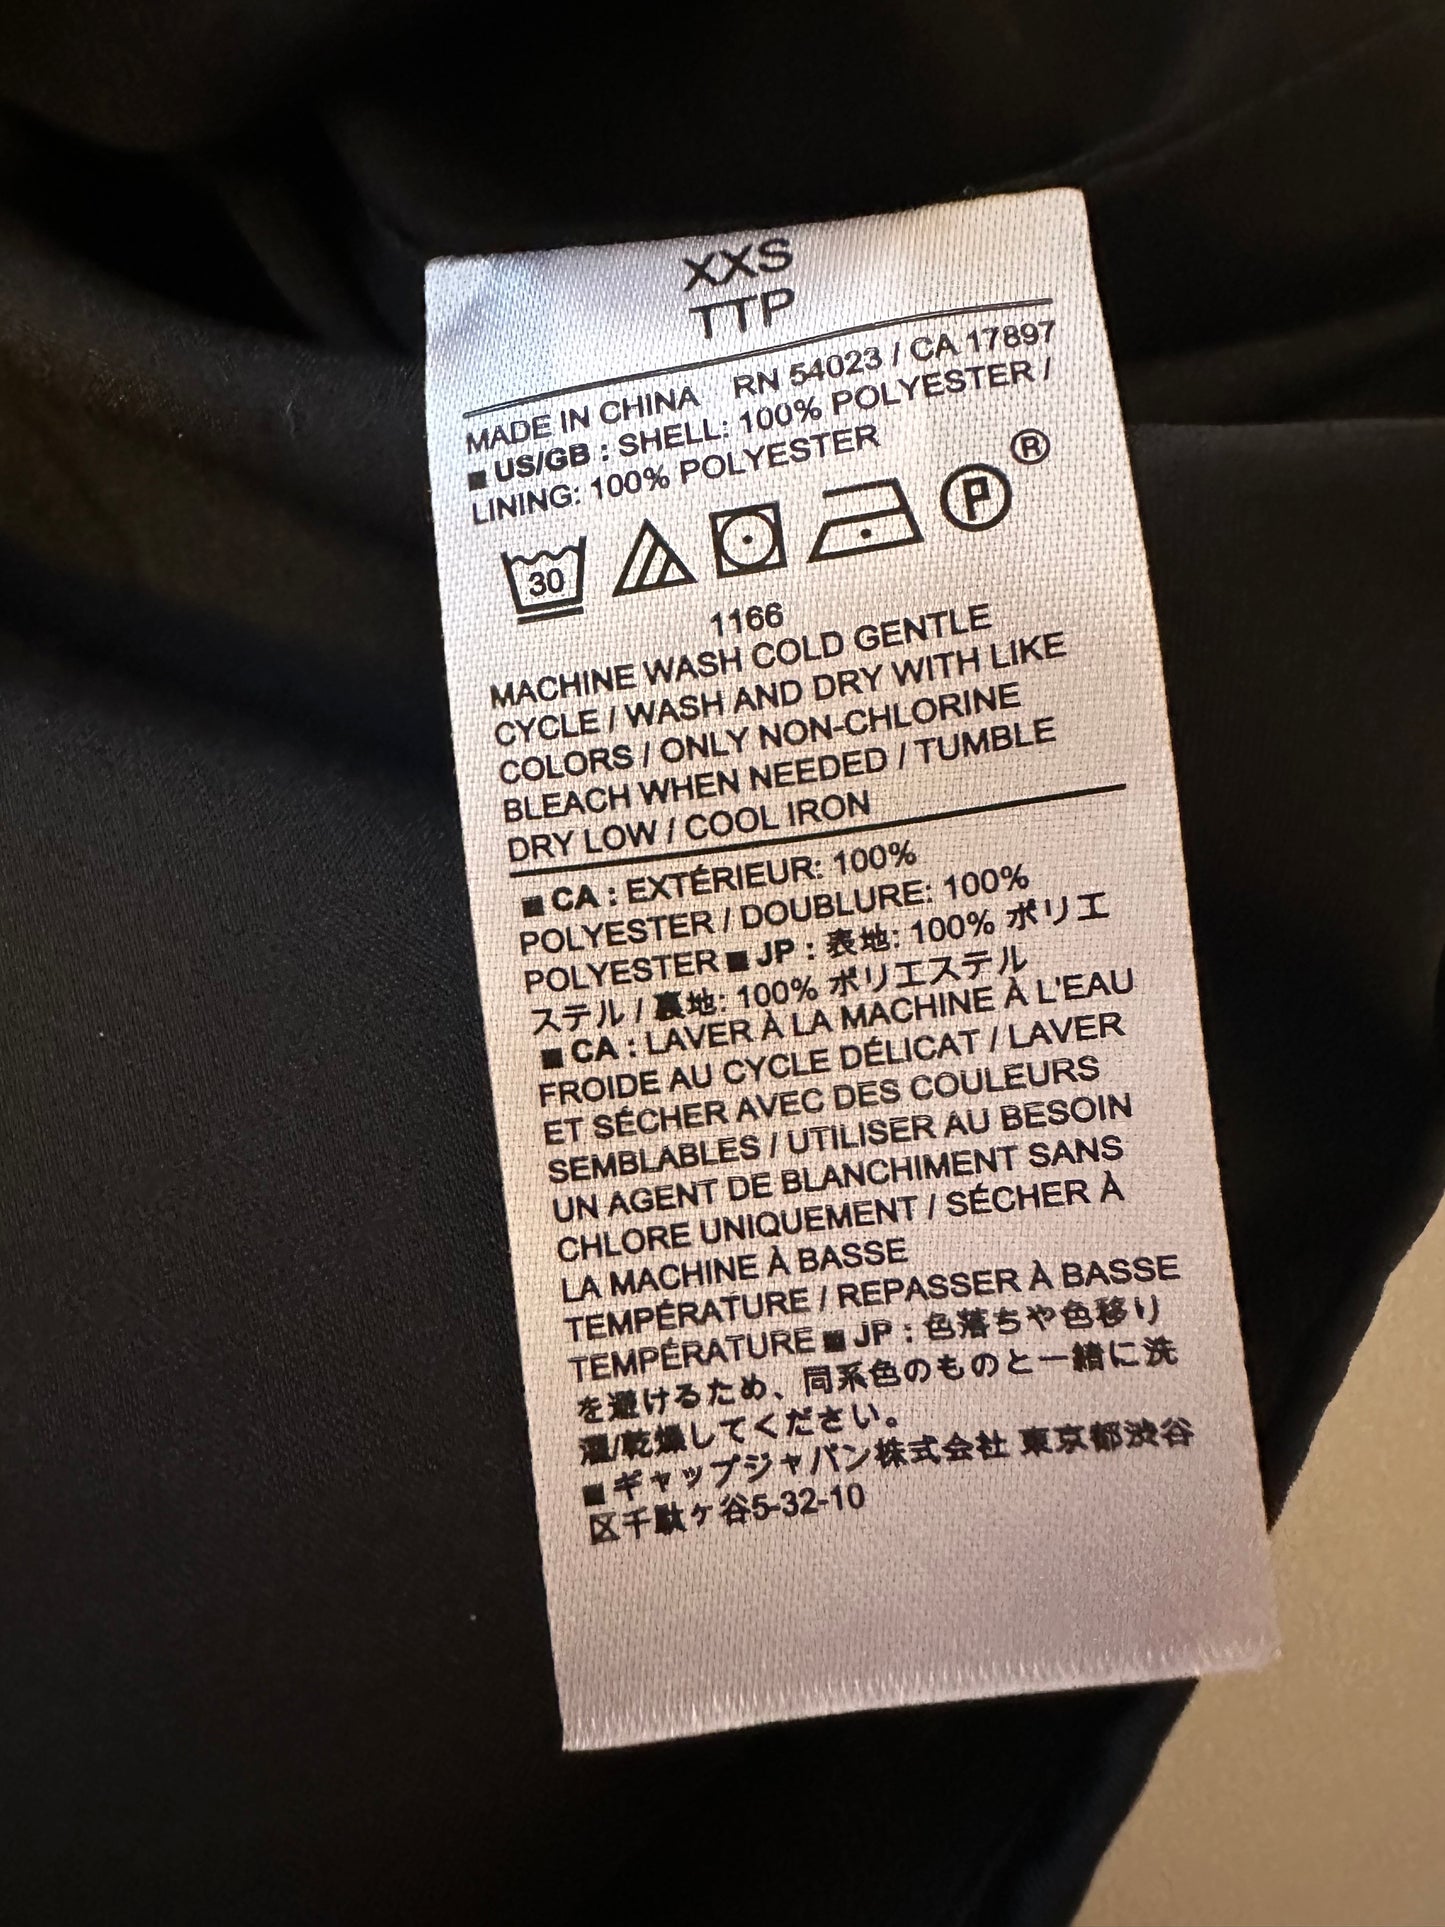 XXS
TTP
MADE IN CHINA RN 54023 / CA 17897
■ US/GB : SHELL: 100% POLYESTER /
LINING: 100% POLYESTER
30 P ®
1166
MACHINE WASH COLD GENTLE
CYCLE / WASH AND DRY WITH LIKE
COLORS / ONLY NON-CHLORINE
BLEACH WHEN NEEDED / TUMBLE
DRY LOW / COOL IRON
■ CA : EXTÉRIEUR: 100%
POLYESTER / DOUBLURE: 100%
POLYESTER ■ JP : 表地: 100% ポリエ
ステル / 裏地: 100% ポリエステル
■ CA : LAVER À LA MACHINE À L'EAU
FROIDE AU CYCLE DÉLICAT / LAVER
ET SÉCHER AVEC DES COULEURS
SEMBLABLES / UTILISER AU BESOIN
UN AGENT DE BLANCHIMENT SANS
CHLORE UNIQUEMENT / SÉCHER À
LA MACHINE À BASSE
TEMPÉRATURE / REPASSER À BASSE
TEMPÉRATURE ■ JP : 色落ちや色移り
を避けるため、同系色のものと一緒に洗
濯/乾燥してください。
■ ギャップジャパン株式会社 東京都渋谷
区千駄ヶ谷5-32-10